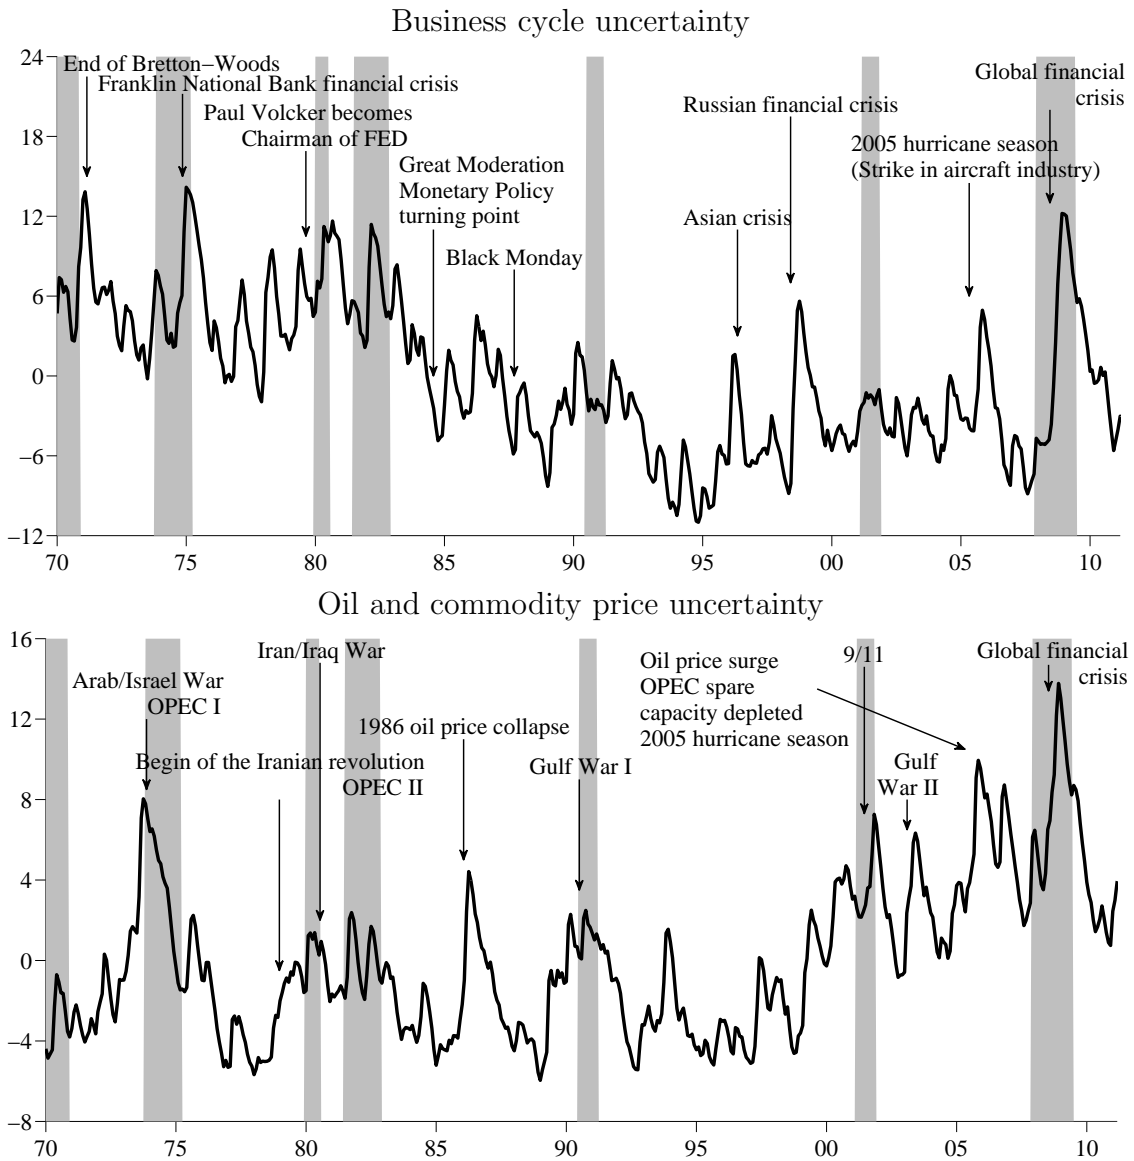 Business cycle uncertainty
24
18
12
6
0
−6
−12
End of Bretton−Woods
Franklin National Bank financial crisis
Paul Volcker becomes
Chairman of FED
Great Moderation
Monetary Policy
turning point
Black Monday
Asian crisis
Russian financial crisis
2005 hurricane season
(Strike in aircraft industry)
Global financial
crisis
70 75 80 85 90 95 00 05 10
Oil and commodity price uncertainty
16
12
8
4
0
−4
−8
Arab/Israel War
OPEC I
Iran/Iraq War
Begin of the Iranian revolution
OPEC II
1986 oil price collapse
Gulf War I
Oil price surge
OPEC spare
capacity depleted
2005 hurricane season
9/11
Gulf
War II
Global financial
crisis
70 75 80 85 90 95 00 05 10